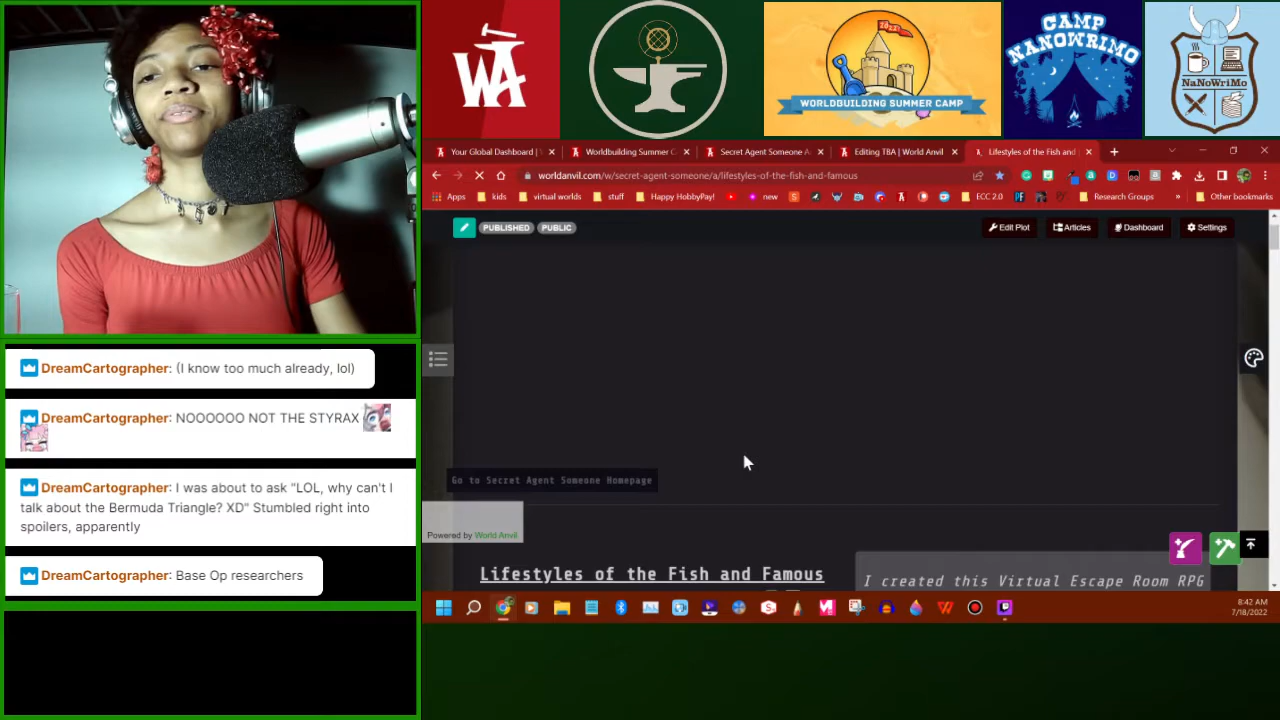 WA
2022
WORLDBUILDING SUMMER CAMP
CAMP
NANOWRIMO
NaNoWriMo
Your Global Dashboard |
Worldbuilding Summer C
Secret Agent Someone A
Editing TBA | World Anvil
Lifestyles of the Fish and
worldanvil.com/w/secret-agent-someone/a/lifestyles-of-the-fish-and-famous
Apps
kids
virtual worlds
stuff
Happy HobbyPay!
new
ECC 2.0
Research Groups
Other bookmarks
PUBLISHED
PUBLIC
Edit Plot
Articles
Dashboard
Settings
Go to Secret Agent Someone Homepage
Powered by World Anvil
Lifestyles of the Fish and Famous
I created this Virtual Escape Room RPG
8:42 AM
7/18/2022
DreamCartographer: (I know too much already, lol)
DreamCartographer: NOOOOOO NOT THE STYRAX
DreamCartographer: I was about to ask "LOL, why can't I
talk about the Bermuda Triangle? XD" Stumbled right into
spoilers, apparently
DreamCartographer: Base Op researchers